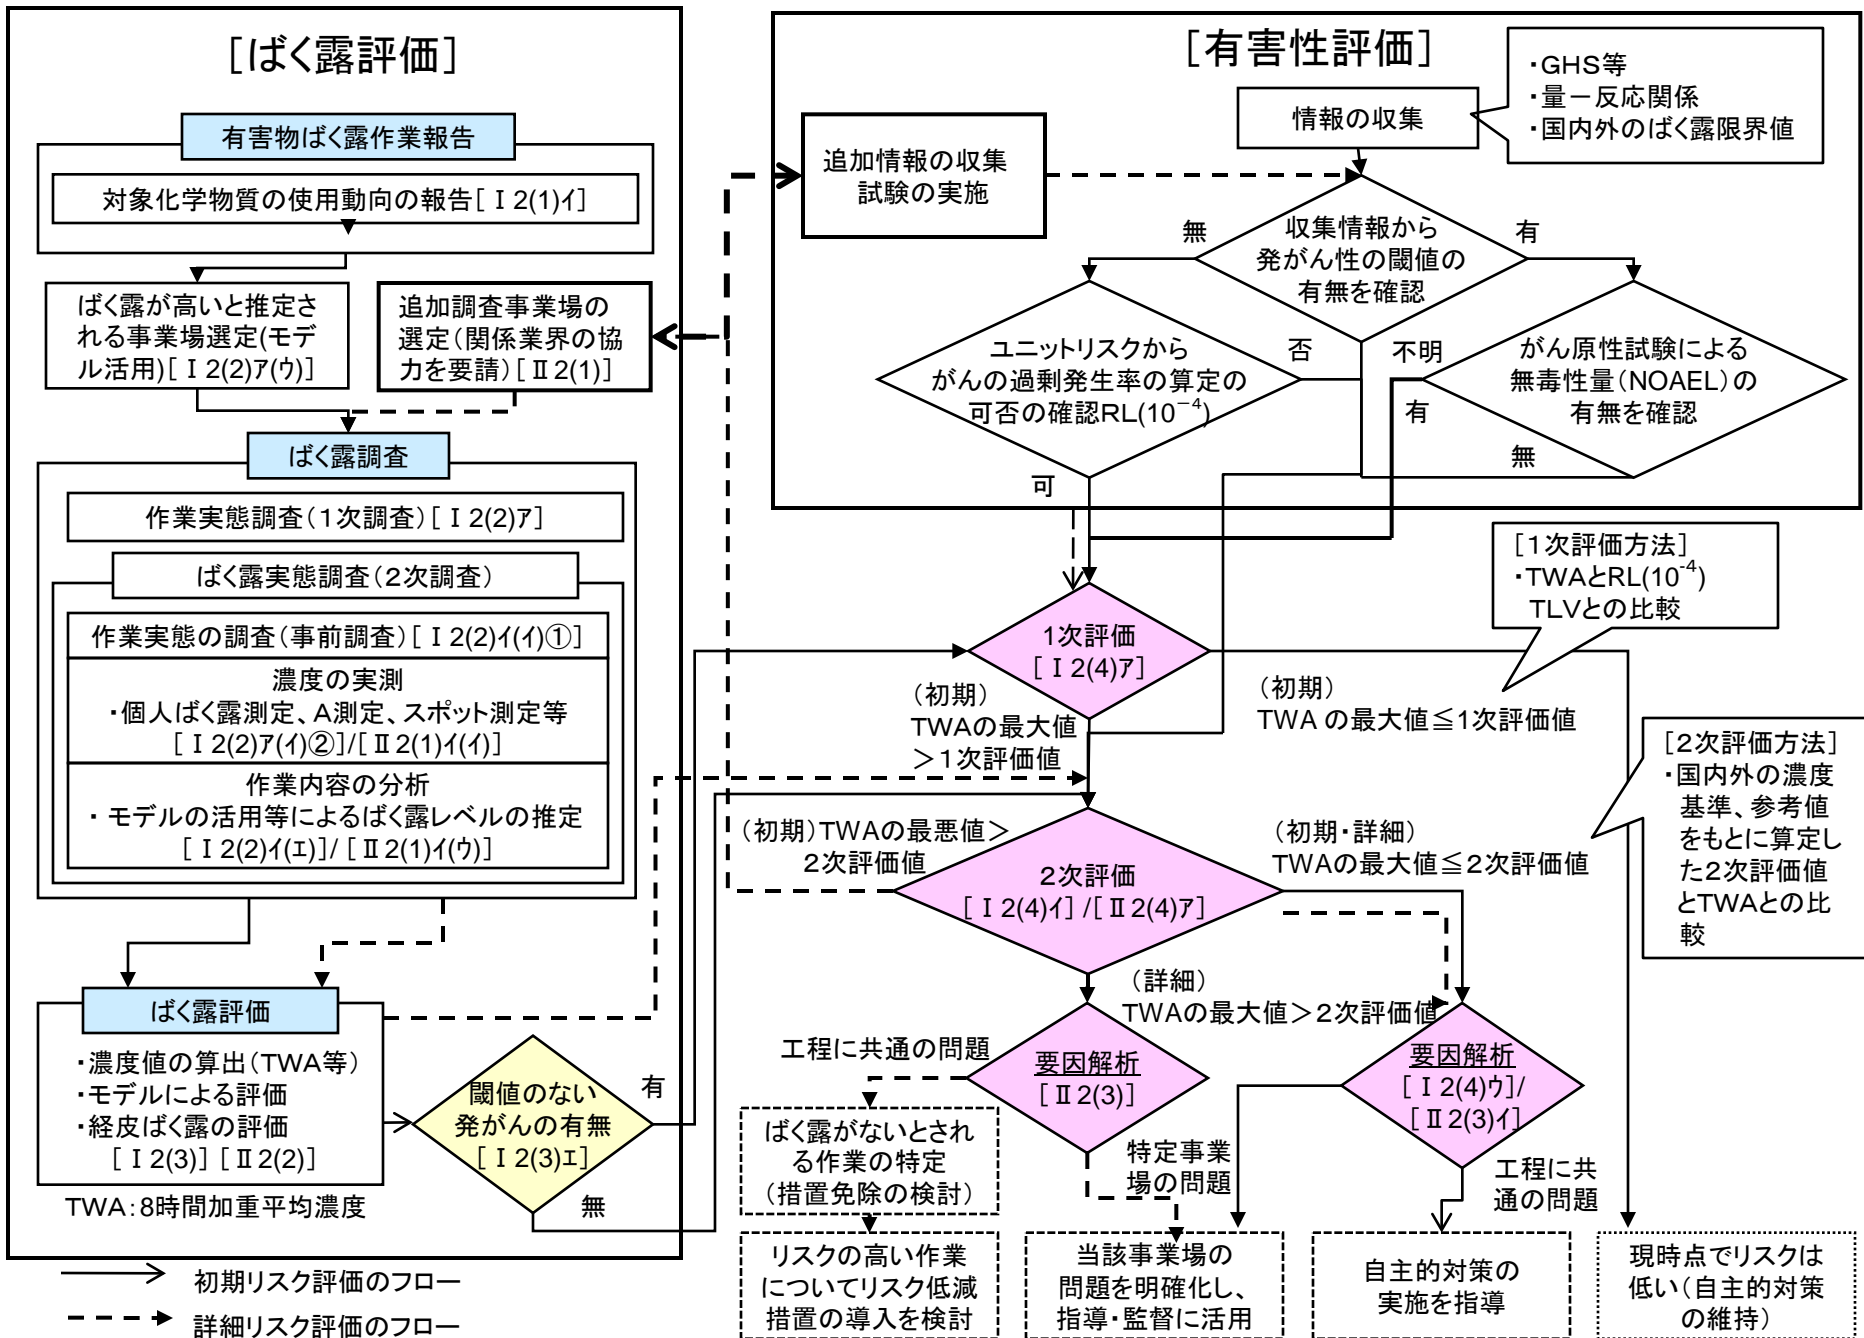 ［ばく露評価］
有害物ばく露作業報告
対象化学物質の使用動向の報告［Ⅰ2(1)ｲ］
ばく露が高いと推定さ
れる事業場選定(モデ
ル活用)［Ⅰ2(2)ｱ(ｳ)］
追加調査事業場の
選定（関係業界の協
力を要請）［Ⅱ2(1)］
ばく露調査
作業実態調査（１次調査）［Ⅰ2(2)ｱ］
ばく露実態調査（２次調査）
作業実態の調査（事前調査）［Ⅰ2(2)ｲ(ｲ)①］
濃度の実測
・個人ばく露測定、A測定、スポット測定等
［Ⅰ2(2)ｱ(ｲ)②］/［Ⅱ2(1)ｲ(ｲ)］
作業内容の分析
・モデルの活用等によるばく露レベルの推定
［Ⅰ2(2)ｲ(ｴ)］/［Ⅱ2(1)ｲ(ｳ)］
ばく露評価
・濃度値の算出（TWA等）
・モデルによる評価
・経皮ばく露の評価
［Ⅰ2(3)］［Ⅱ2(2)］
TWA：8時間加重平均濃度
閾値のない
発がんの有無
［Ⅰ2(3)ｴ］
有
無
初期リスク評価のフロー
詳細リスク評価のフロー
［有害性評価］
情報の収集
・GHS等
・量－反応関係
・国内外のばく露限界値
追加情報の収集
試験の実施
収集情報から
発がん性の閾値の
有無を確認
無
有
ユニットリスクから
がんの過剰発生率の算定の
可否の確認RL(10⁻⁴)
否
可
がん原性試験による
無毒性量（NOAEL）の
有無を確認
不明
有
無
［１次評価方法］
・TWAとRL(10⁻⁴)
TLVとの比較
1次評価
［Ⅰ2(4)ｱ］
（初期）
TWAの最大値
＞１次評価値
（初期）
TWA の最大値≦1次評価値
［２次評価方法］
・国内外の濃度
基準、参考値
をもとに算定し
た２次評価値
とTWAとの比
較
（初期）TWAの最悪値＞
２次評価値
（初期・詳細）
TWAの最大値≦２次評価値
２次評価
［Ⅰ2(4)ｲ］/［Ⅱ2(4)ｱ］
（詳細）
TWAの最大値＞２次評価値
工程に共通の問題
要因解析
［Ⅱ2(3)］
要因解析
［Ⅰ2(4)ｳ］/
［Ⅱ2(3)ｲ］
ばく露がないとされ
る作業の特定
（措置免除の検討）
特定事業
場の問題
工程に共
通の問題
リスクの高い作業
についてリスク低減
措置の導入を検討
当該事業場の
問題を明確化し、
指導・監督に活用
自主的対策の
実施を指導
現時点でリスクは
低い（自主的対策
の維持）